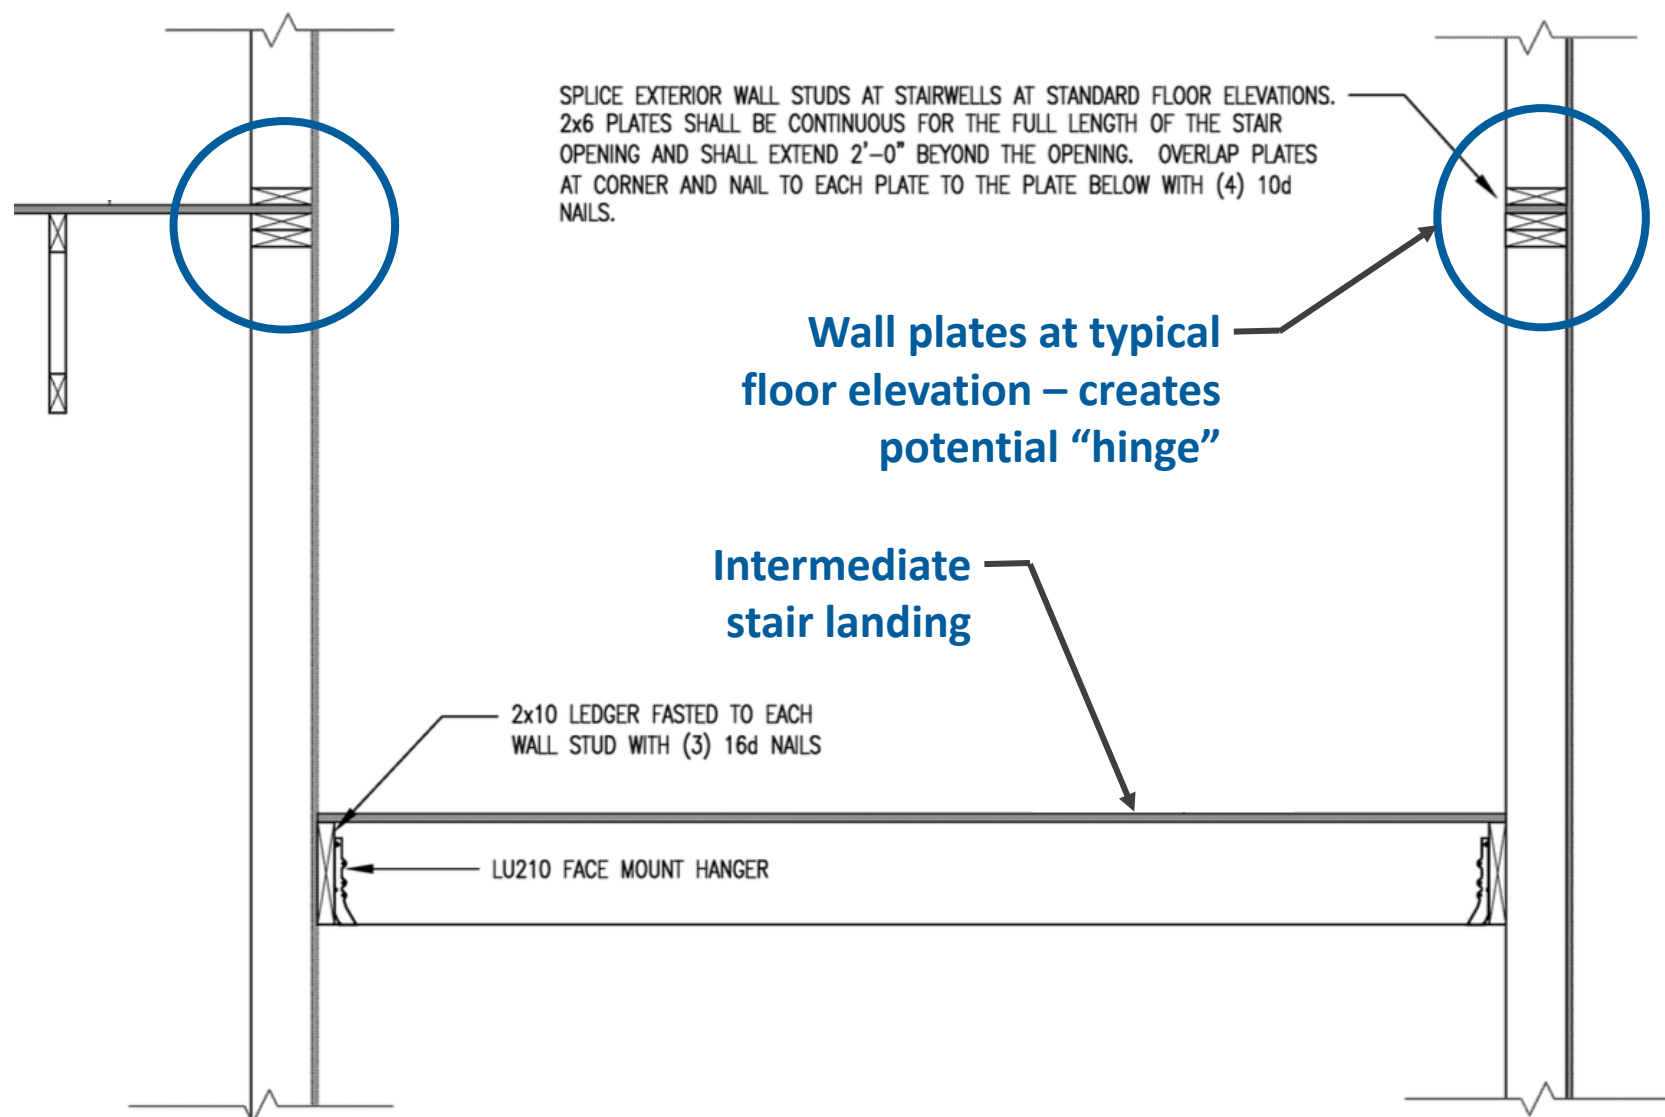 SPLICE EXTERIOR WALL STUDS AT STAIRWELLS AT STANDARD FLOOR ELEVATIONS.
2x6 PLATES SHALL BE CONTINUOUS FOR THE FULL LENGTH OF THE STAIR
OPENING AND SHALL EXTEND 2'-0" BEYOND THE OPENING. OVERLAP PLATES
AT CORNER AND NAIL TO EACH PLATE TO THE PLATE BELOW WITH (4) 10d
NAILS.
Wall plates at typical
floor elevation – creates
potential “hinge”
Intermediate
stair landing
2x10 LEDGER FASTED TO EACH
WALL STUD WITH (3) 16d NAILS
LU210 FACE MOUNT HANGER